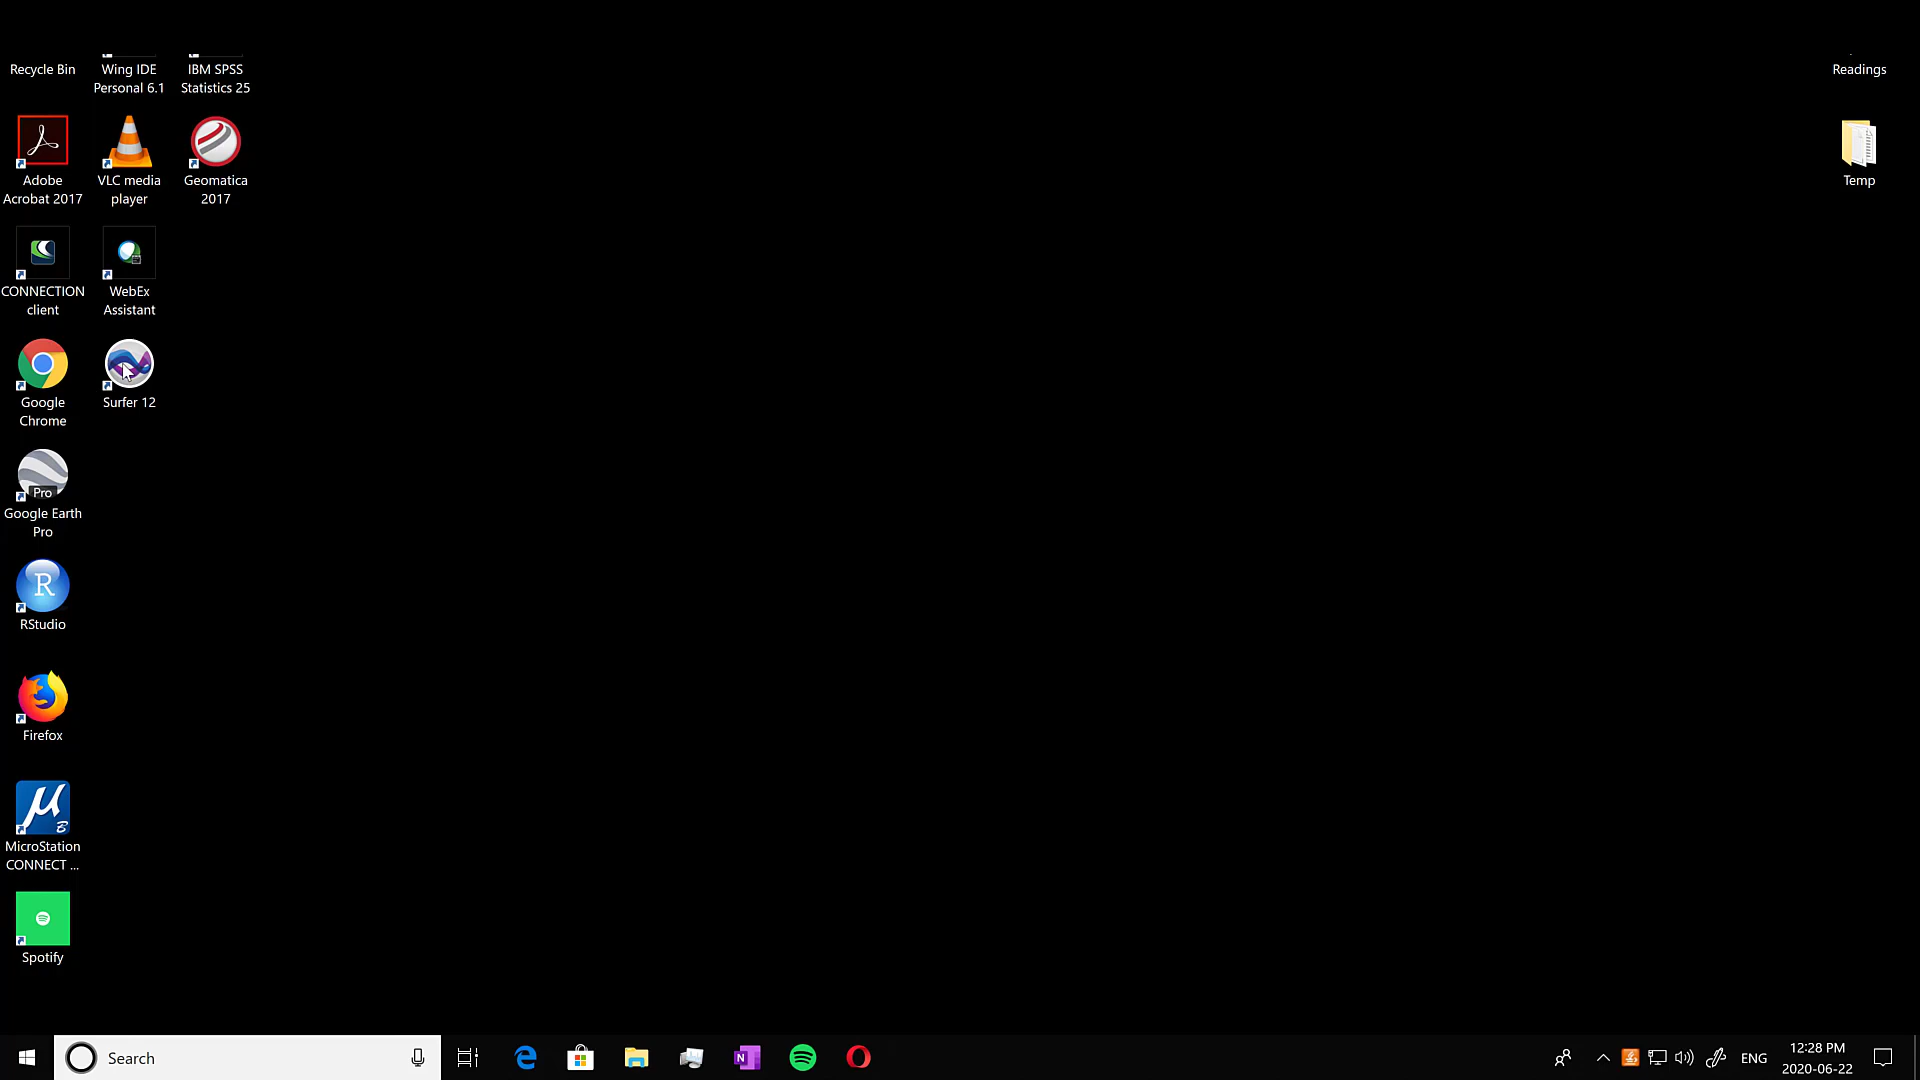 Recycle Bin
Wing IDE
Personal 6.1
IBM SPSS
Statistics 25
Readings
Adobe
Acrobat 2017
VLC media
player
Geomatica
2017
Temp
CONNECTION
client
WebEx
Assistant
Google
Chrome
Surfer 12
Pro
Google Earth
Pro
R
RStudio
Firefox
μ
B
MicroStation
CONNECT ...
Spotify
Search
N
ENG
12:28 PM
2020-06-22